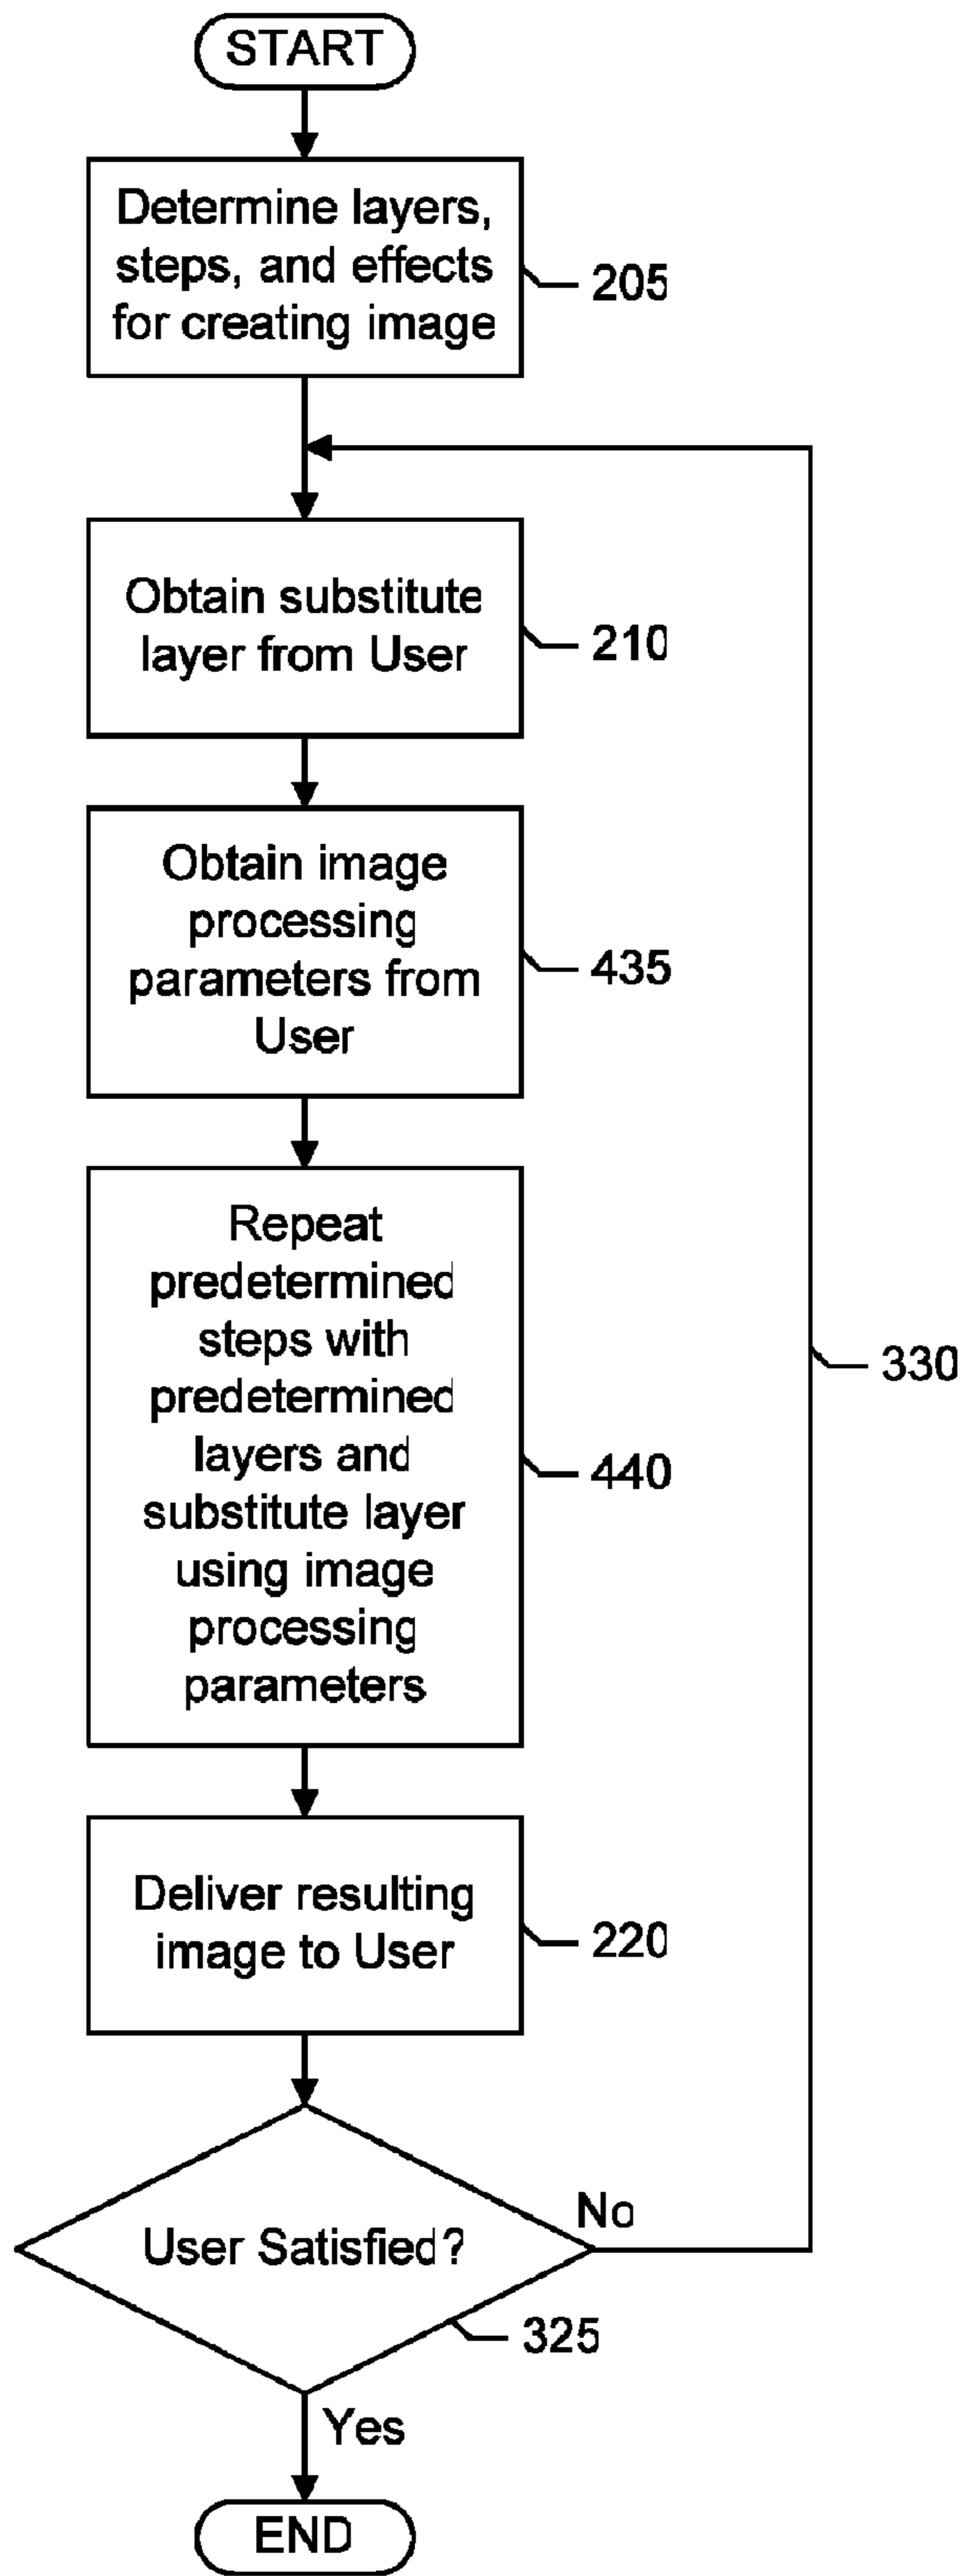 START
Determine layers,
steps, and effects
for creating image
205
Obtain substitute
layer from User
210
Obtain image
processing
parameters from
User
435
Repeat
predetermined
steps with
predetermined
layers and
substitute layer
using image
processing
parameters
330
440
Deliver resulting
image to User
220
No
User Satisfied?
325
Yes
END